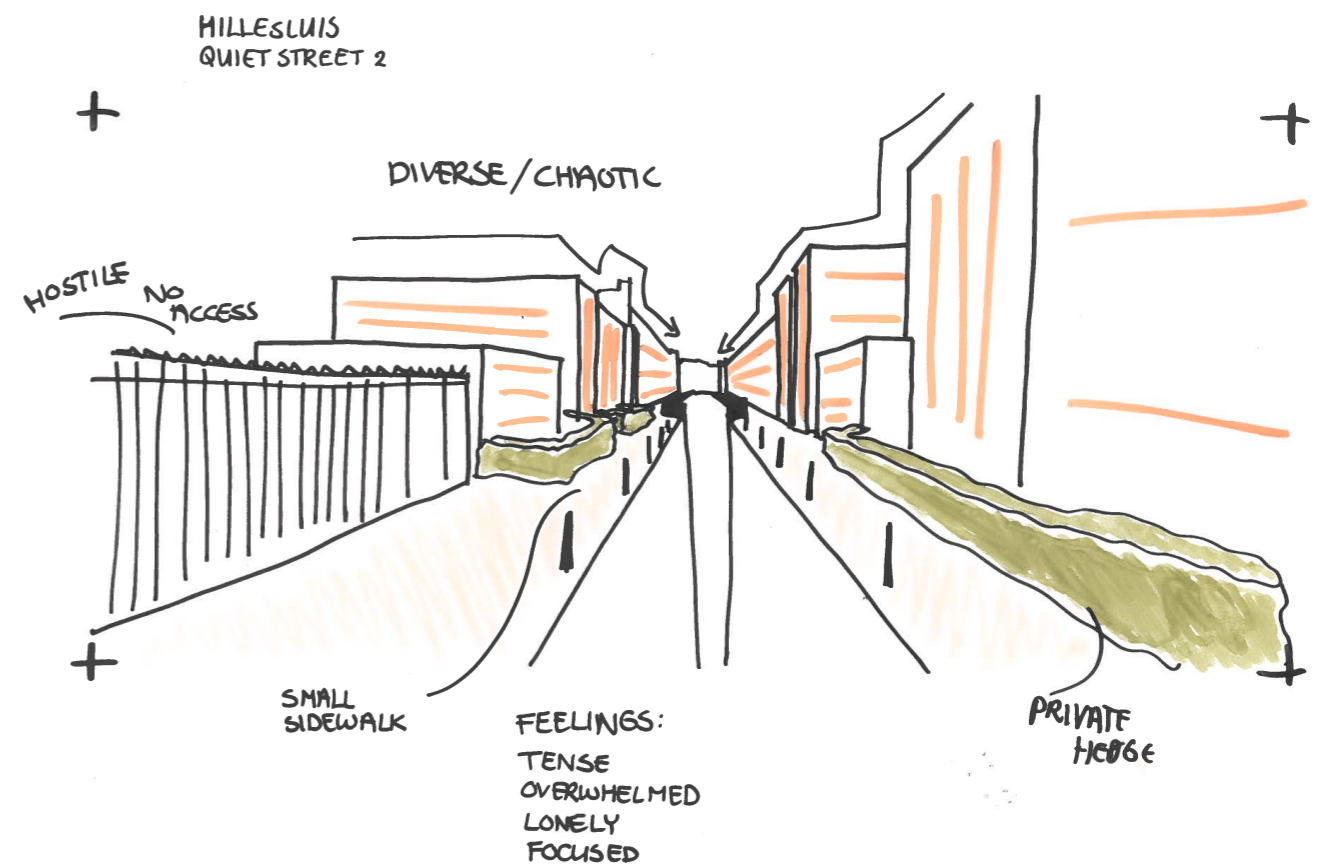 HILLESLUIS
QUIET STREET 2
DIVERSE/CHAOTIC
HOSTILE
NO
ACCESS
SMALL
SIDEWALK
FEELINGS:
TENSE
OVERWHELMED
LONELY
FOCUSED
PRIVATE
HEDGE